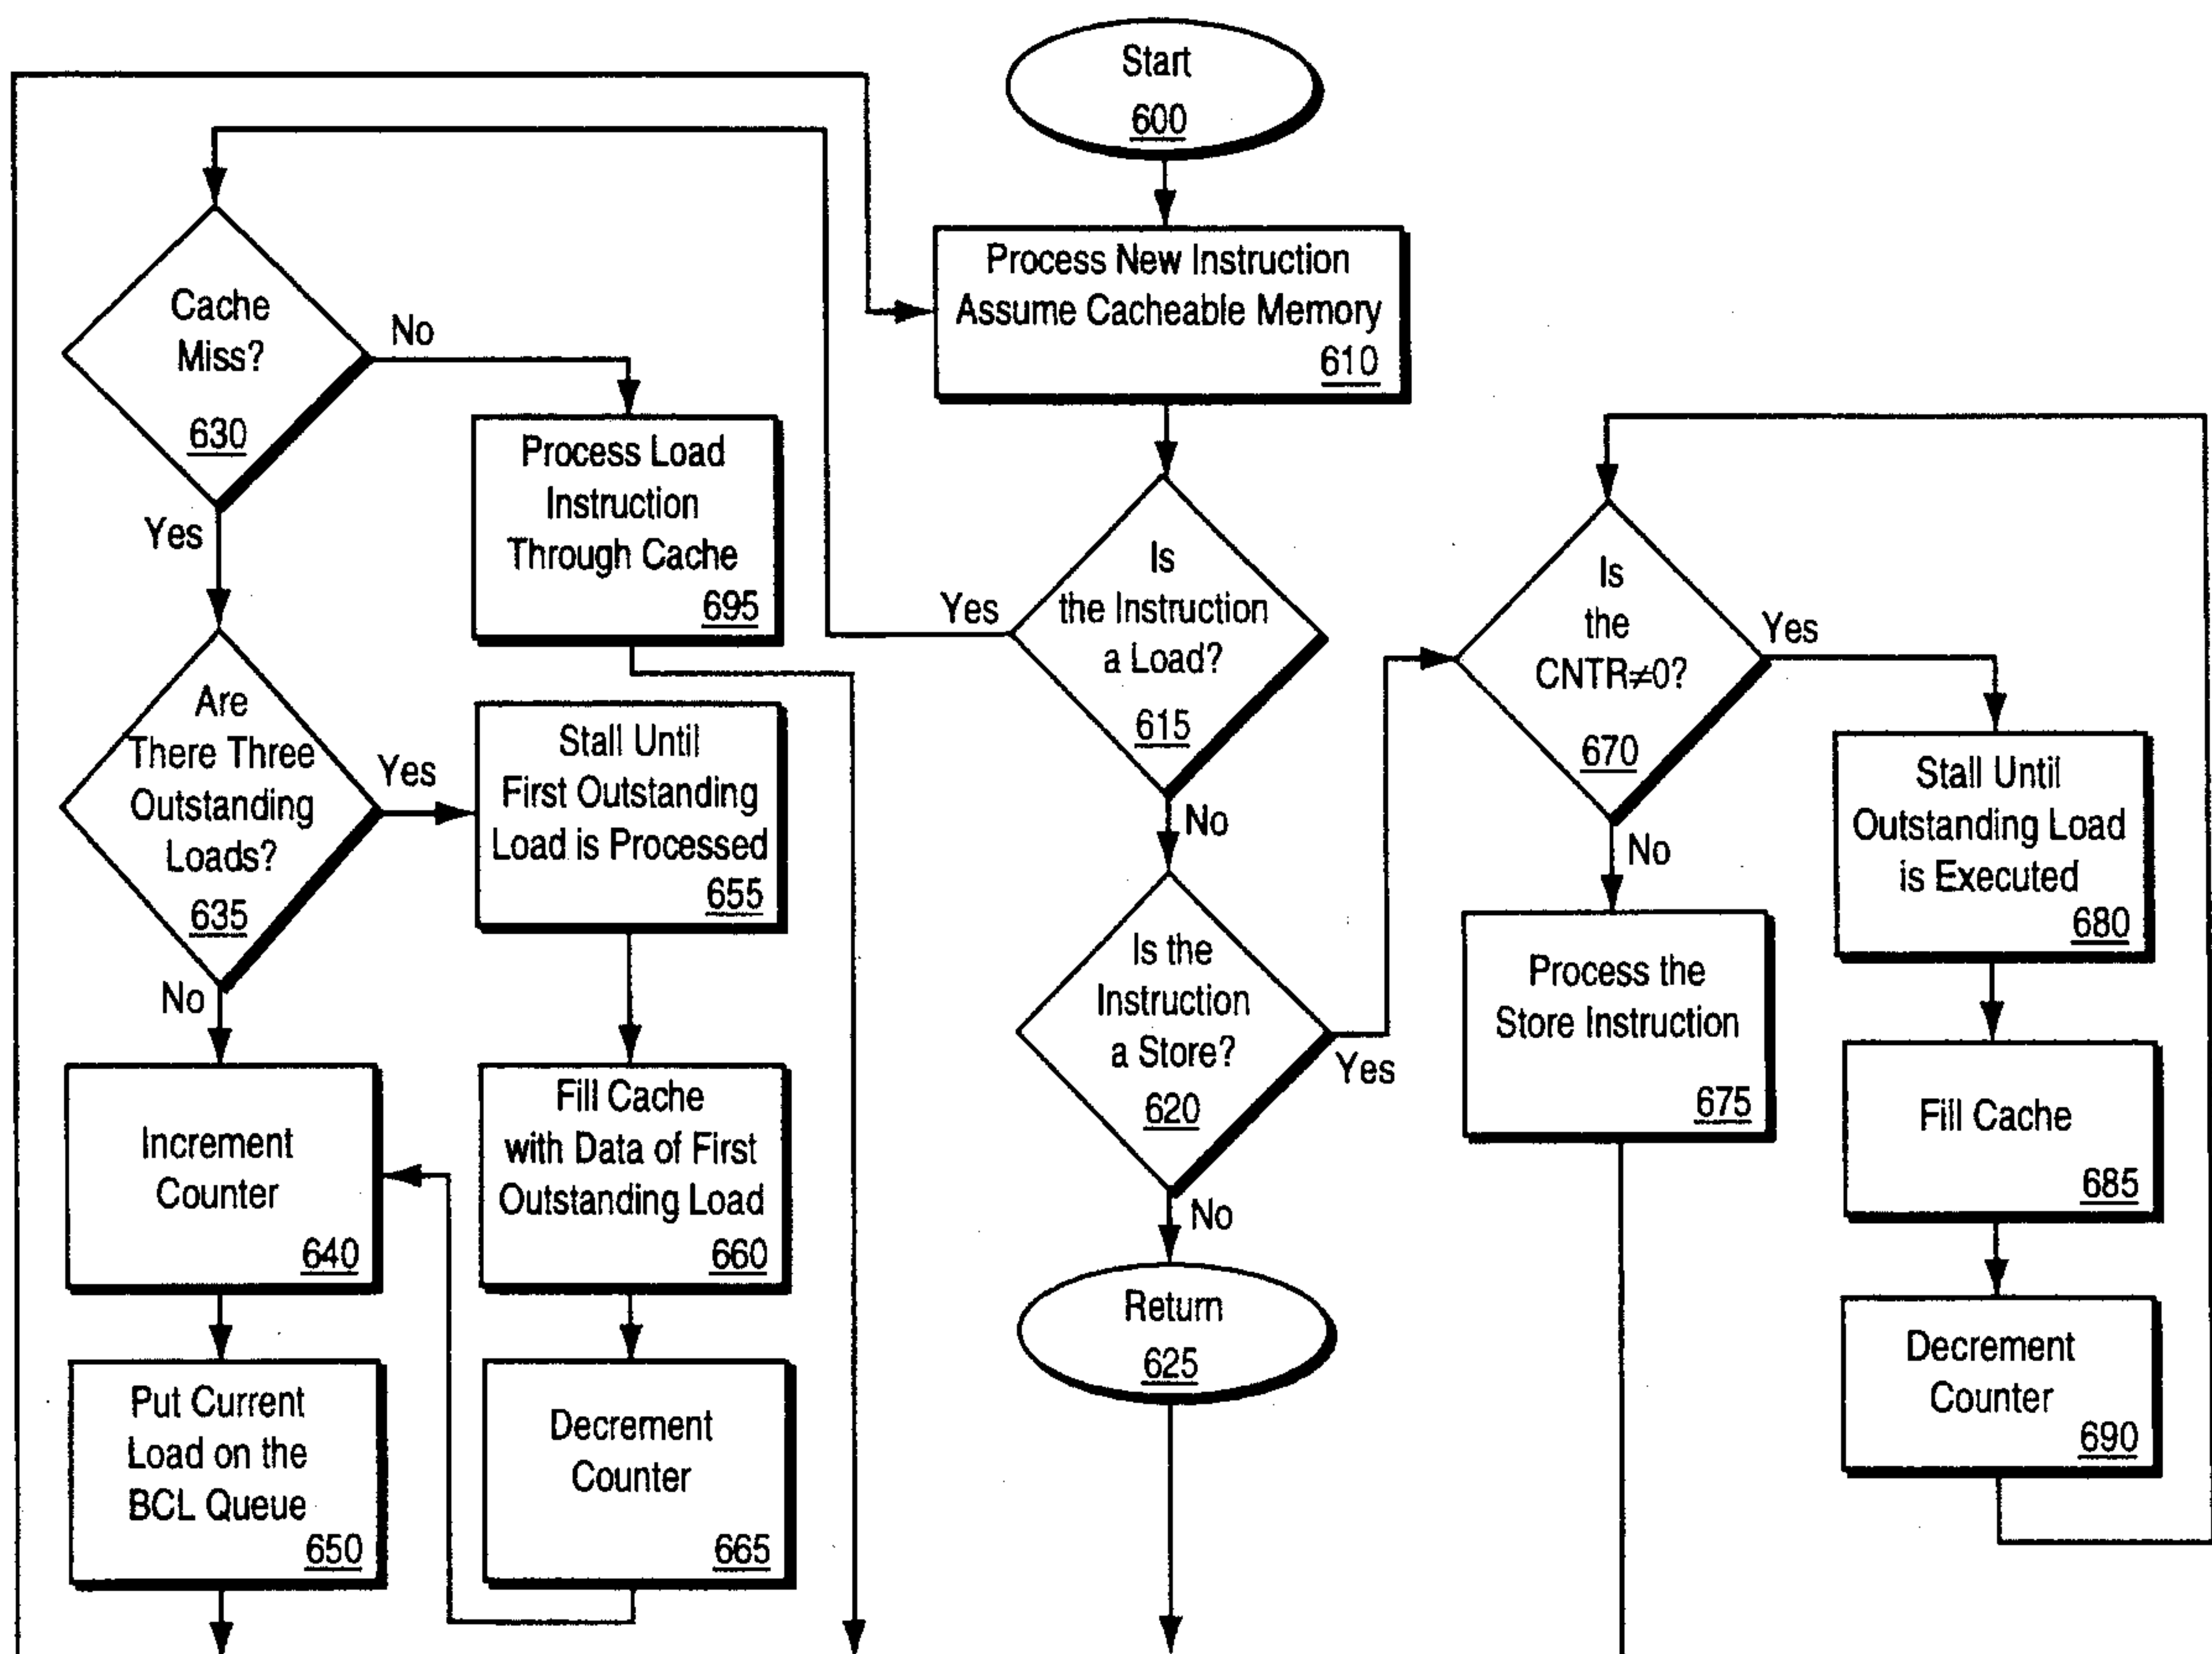 Start
600
Process New Instruction
Assume Cacheable Memory
610
Cache
Miss?
630
No
Yes
Process Load
Instruction
Through Cache
695
Is
the Instruction
a Load?
615
Yes
No
Is
the
CNTR≠0?
670
Yes
No
Are
There Three
Outstanding
Loads?
635
Yes
No
Stall Until
First Outstanding
Load is Processed
655
Stall Until
Outstanding Load
is Executed
680
Is the
Instruction
a Store?
620
Yes
No
Process the
Store Instruction
675
Increment
Counter
640
Fill Cache
with Data of First
Outstanding Load
660
Fill Cache
685
Return
625
Decrement
Counter
690
Put Current
Load on the
BCL Queue
650
Decrement
Counter
665